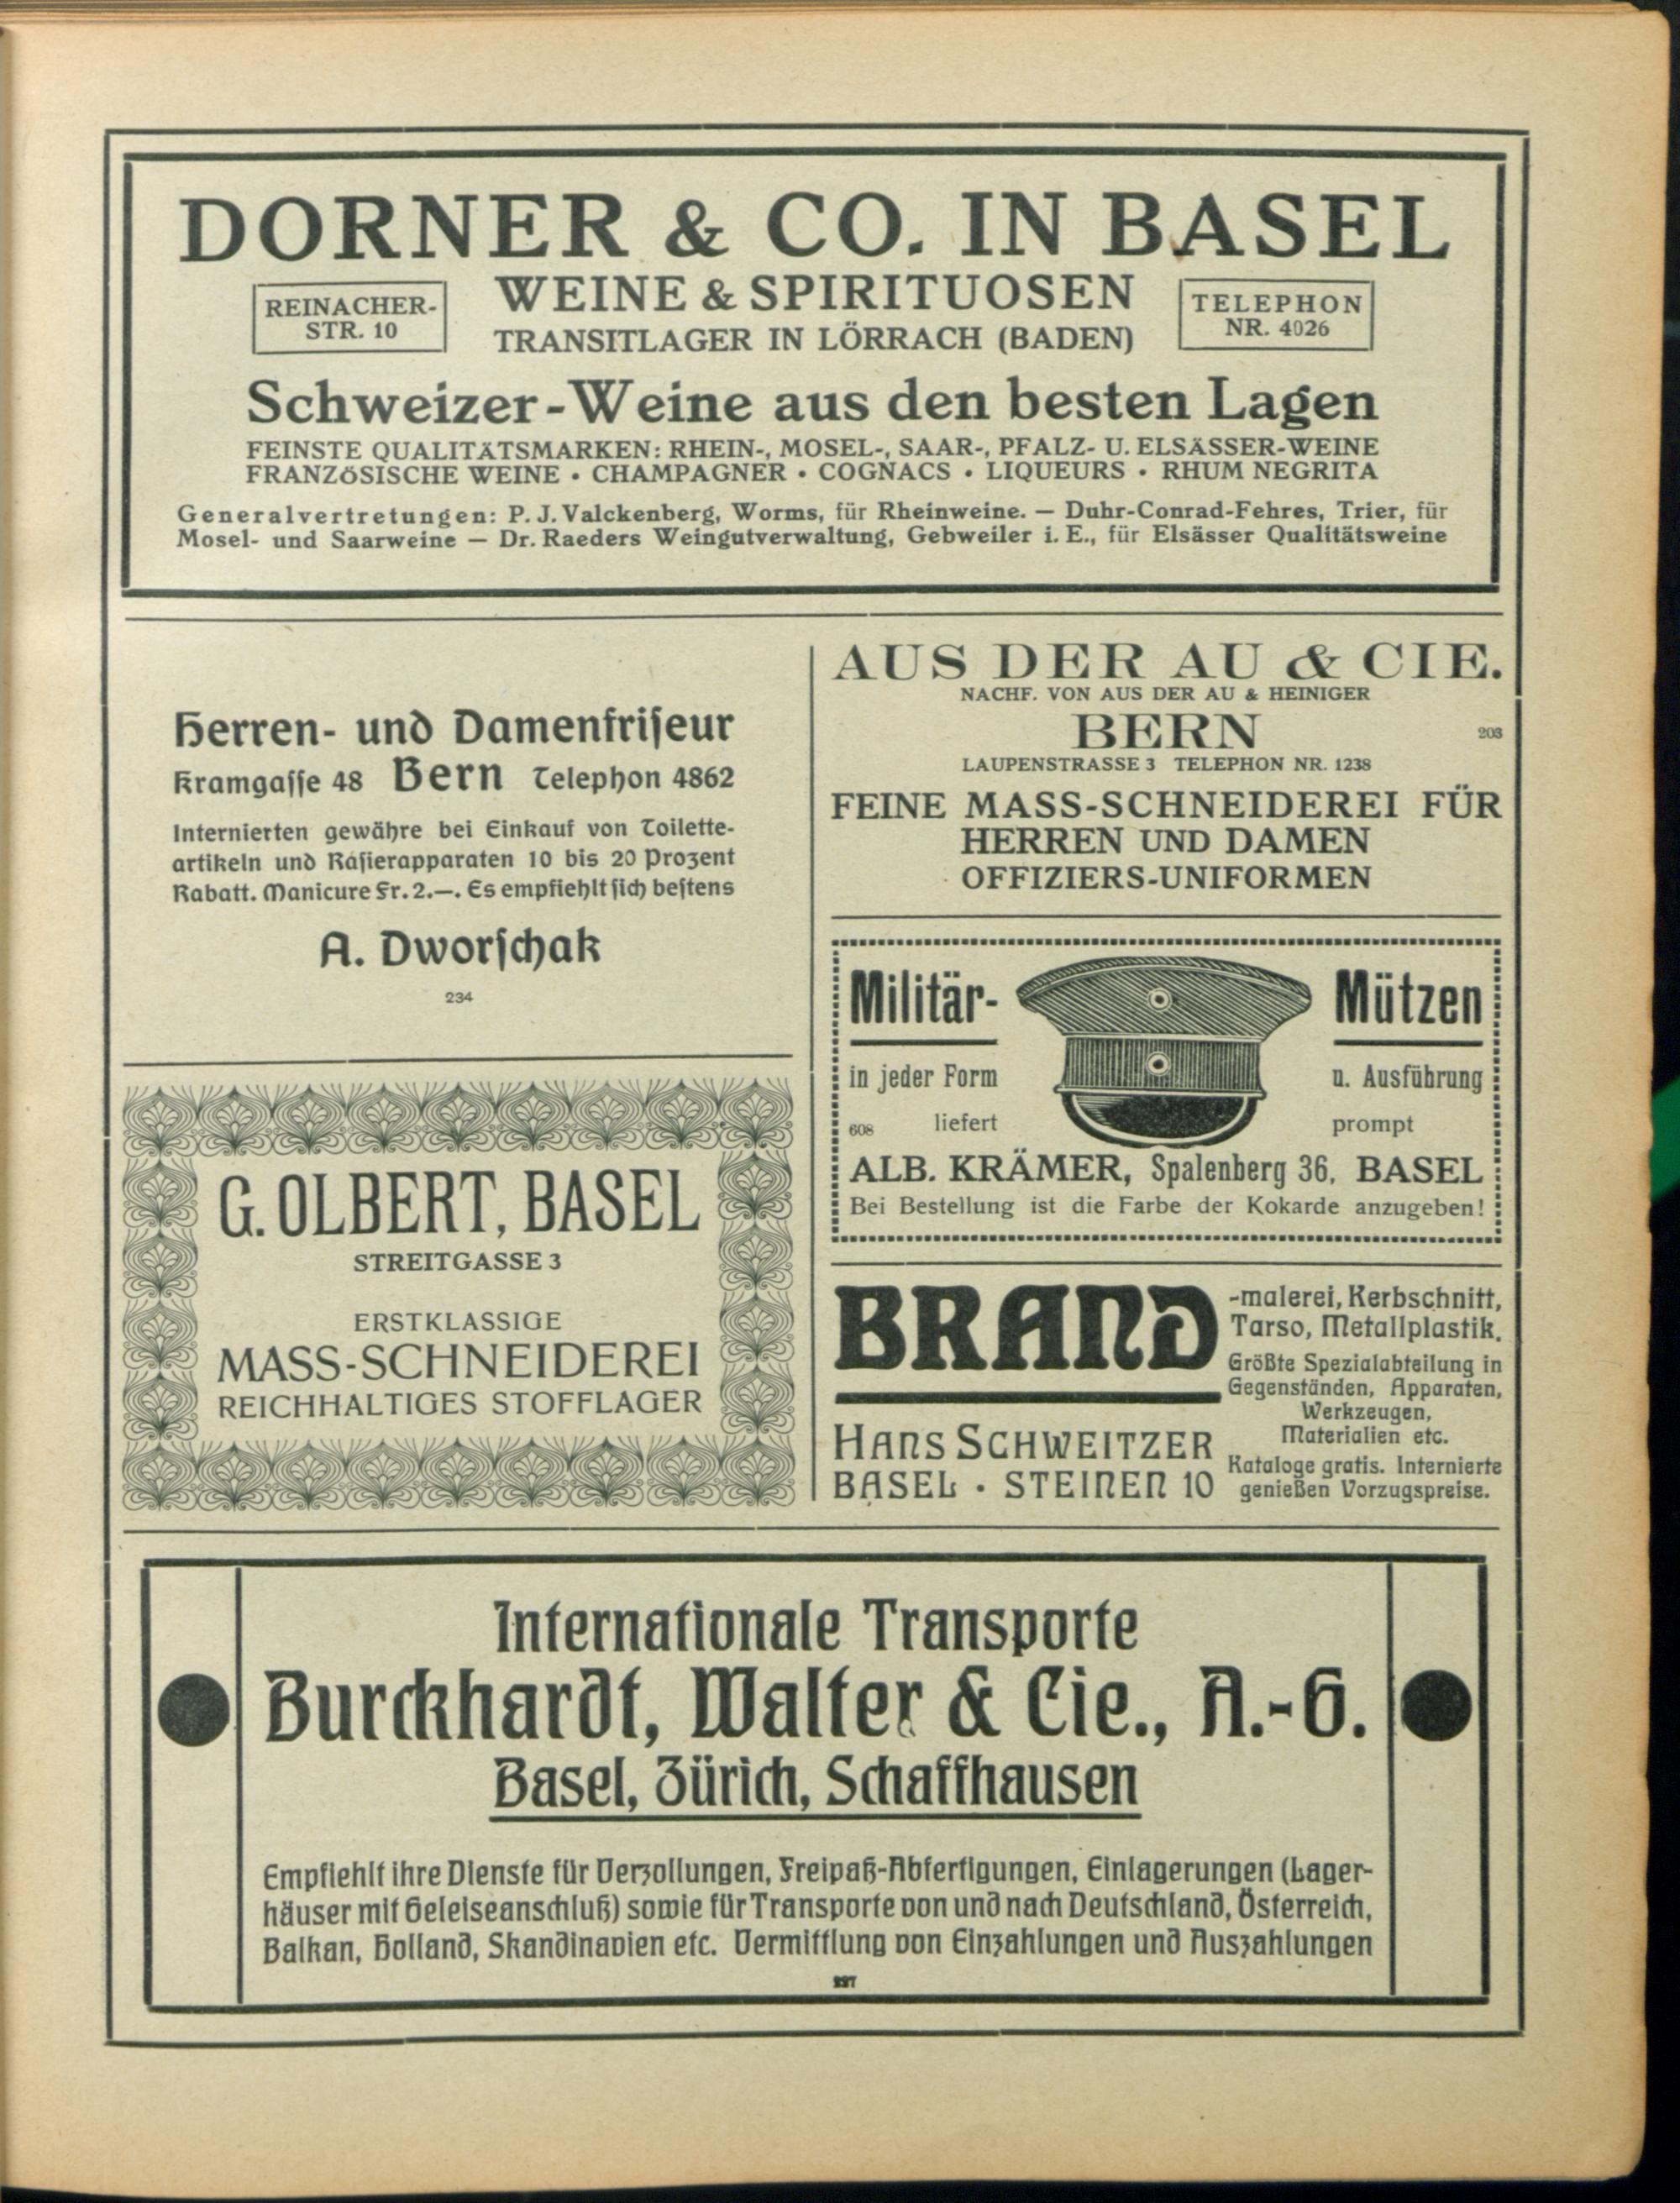 DORNER & CO. IN BASEL
REINACHER-
STR. 10
WEINE & SPIRITUOSEN
TRANSITLAGER IN LÖRRACH (BADEN)
TELEPHON
NR. 4026
Schweizer-Weine aus den besten Lagen
FEINSTE QUALITÄTSMARKEN: RHEIN-, MOSEL-, SAAR-, PFALZ- U. ELSÄSSER-WEINE
FRANZÖSISCHE WEINE • CHAMPAGNER • COGNACS • LIQUEURS • RHUM NEGRITA
Generalvertretungen: P. J. Valckenberg, Worms, für Rheinweine. — Duhr-Conrad-Fehres, Trier, für
Mosel- und Saarweine — Dr. Raeders Weingutverwaltung, Gebweiler i. E., für Elsässer Qualitätsweine
Herren- und Damenfriseur
Kramgasse 48 Bern Telephon 4862
Internierten gewähre bei Einkauf von Toilette-
artikeln und Rasierapparaten 10 bis 20 Prozent
Rabatt. Manicure Fr. 2.—. Es empfiehlt sich bestens
A. Dworschak
234
G. OLBERT, BASEL
STREITGASSE 3
ERSTKLASSIGE
MASS-SCHNEIDEREI
REICHHALTIGES STOFFLAGER
AUS DER AU & CIE.
NACHF. VON AUS DER AU & HEINIGER
BERN
203
LAUPENSTRASSE 3 TELEPHON NR. 1238
FEINE MASS-SCHNEIDEREI FÜR
HERREN UND DAMEN
OFFIZIERS-UNIFORMEN
Militär- Mützen
in jeder Form u. Ausführung
608 liefert prompt
ALB. KRÄMER, Spalenberg 36, BASEL
Bei Bestellung ist die Farbe der Kokarde anzugeben!
BRAND
-malerei, Kerbschnitt,
Tarso, Metallplastik.
Größte Spezialabteilung in
Gegenständen, Apparaten,
Werkzeugen,
Materialien etc.
Kataloge gratis. Internierte
genießen Vorzugspreise.
HANS SCHWEITZER
BASEL • STEINEN 10
Internationale Transporte
Burckhardt, Walter & Cie., A.-G.
Basel, Zürich, Schaffhausen
Empfiehlt ihre Dienste für Verzollungen, Freipaß-Abfertigungen, Einlagerungen (Lager-
häuser mit Geleiseanschluß) sowie für Transporte von und nach Deutschland, Österreich,
Balkan, Holland, Skandinavien etc. Vermittlung von Einzahlungen und Auszahlungen